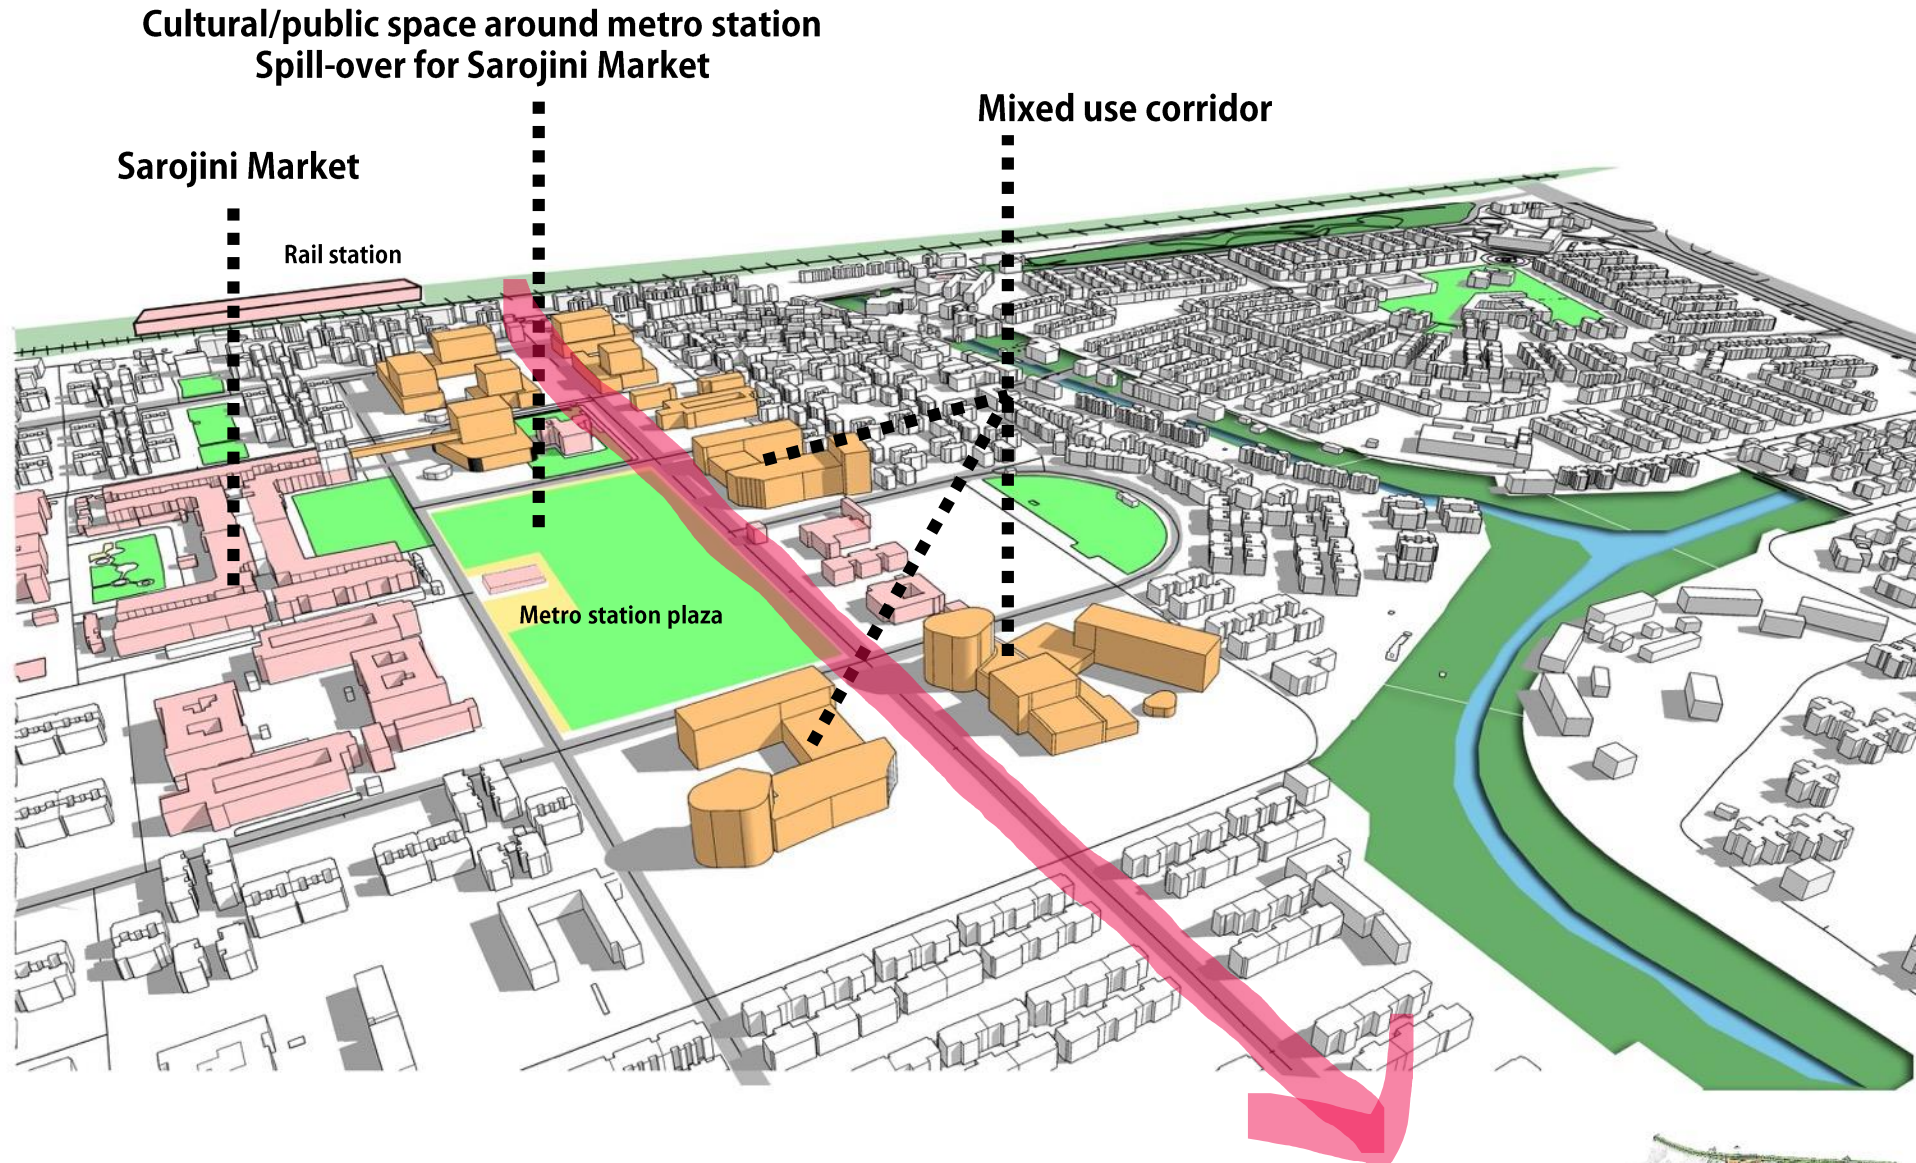 Cultural/public space around metro station
Spill-over for Sarojini Market
Mixed use corridor
Sarojini Market
Rail station
Metro station plaza